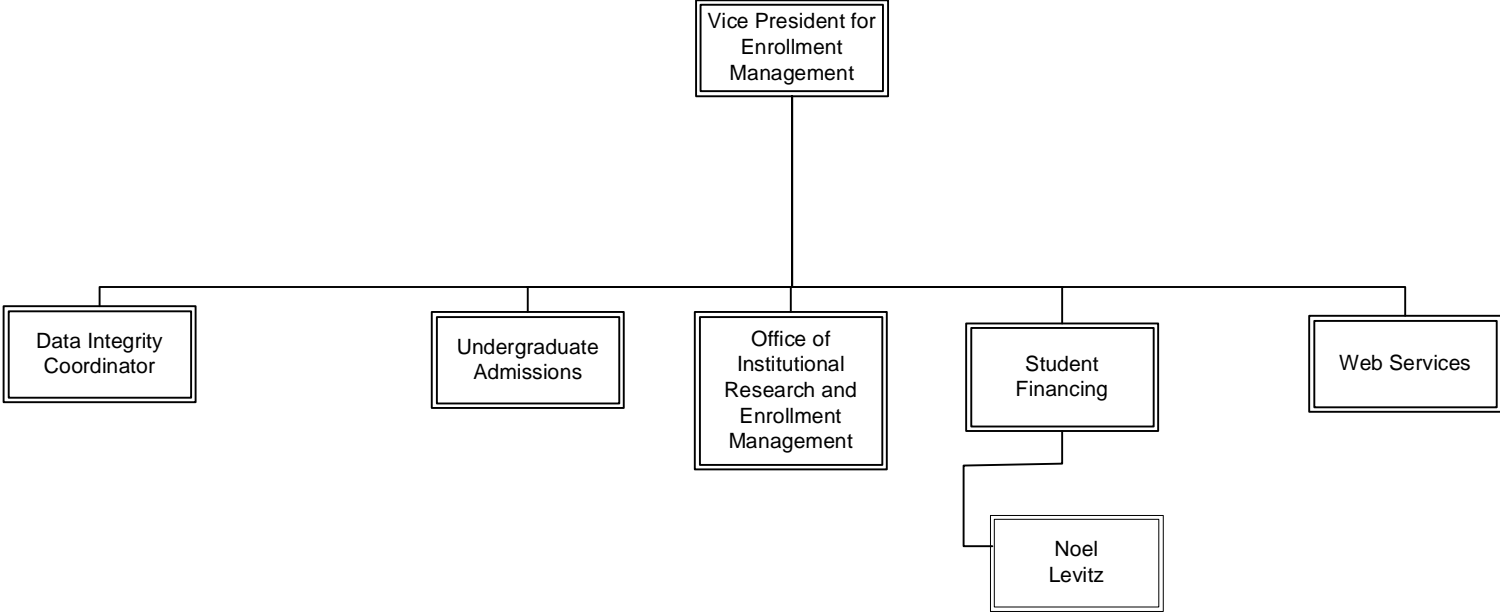 Vice President for
Enrollment
Management
Data Integrity
Coordinator
Undergraduate
Admissions
Office of
Institutional
Research and
Enrollment
Management
Student
Financing
Web Services
Noel
Levitz